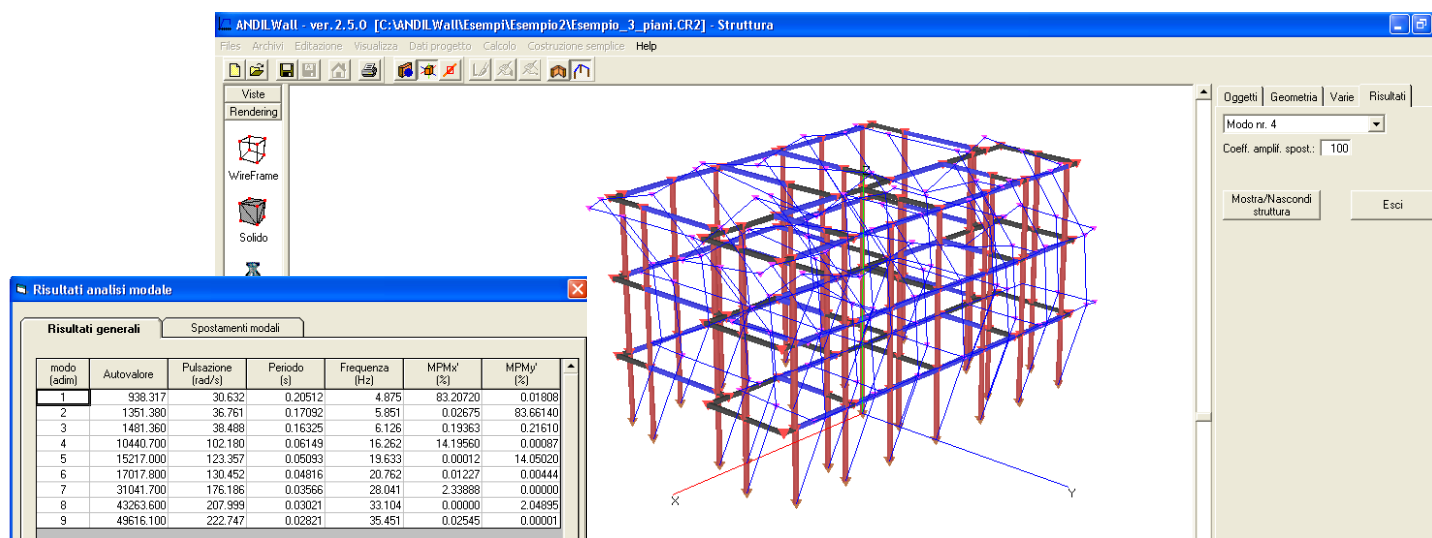 ANDILWall - ver. 2.5.0 [C:\ANDILWall\Esempi\Esempio2\Esempio_3_piani.CR2] - Struttura
Files Archivi Editazione Visualizza Dati progetto Calcolo Costruzione semplice Help
Viste
Rendering
WireFrame
Solido
Oggetti Geometria Varie Risultati
Modo nr. 4
Coeff. amplif. spost.: 100
Mostra/Nascondi
struttura
Esci
X
Y
Risultati analisi modale
Risultati generali Spostamenti modali
modo Autovalore Pulsazione Periodo Frequenza MPMx' MPMy'
(adim) (rad/s) (s) (Hz) (%) (%)
1 938.317 30.632 0.20512 4.875 83.20720 0.01808
2 1351.380 36.761 0.17092 5.851 0.02675 83.66140
3 1481.360 38.488 0.16325 6.126 0.19363 0.21610
4 10440.700 102.180 0.06149 16.262 14.19560 0.00087
5 15217.000 123.357 0.05093 19.633 0.00012 14.05020
6 17017.800 130.452 0.04816 20.762 0.01227 0.00444
7 31041.700 176.186 0.03566 28.041 2.33888 0.00000
8 43263.600 207.999 0.03021 33.104 0.00000 2.04895
9 49616.100 222.747 0.02821 35.451 0.02545 0.00001